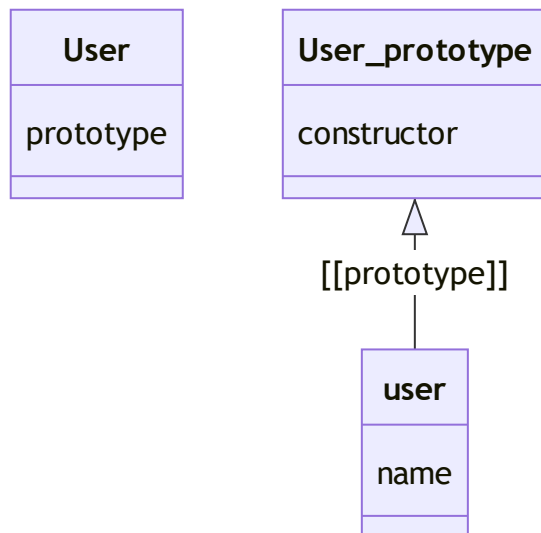 User
prototype
User_prototype
constructor
[[prototype]]
user
name